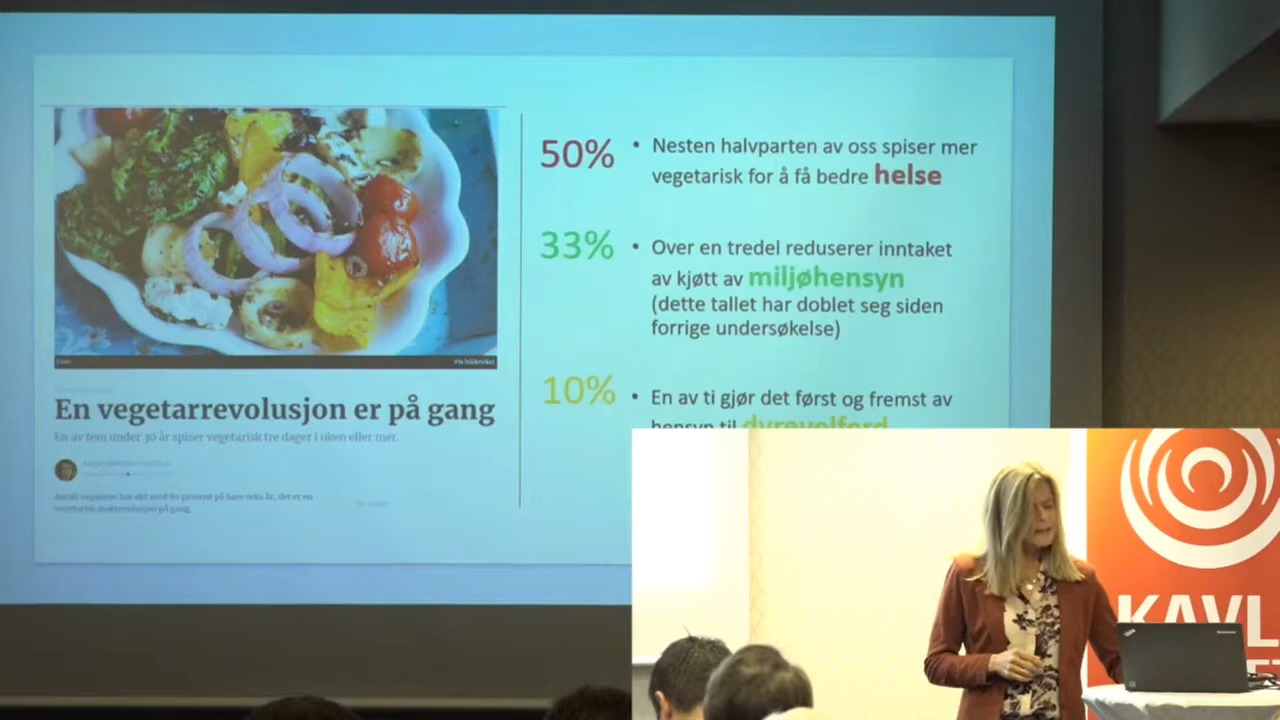 En vegetarrevolusjon er på gang
En av fem under 30 år spiser vegetarisk tre dager i uken eller mer.
50%
• Nesten halvparten av oss spiser mer
vegetarisk for å få bedre helse
33%
• Over en tredel reduserer inntaket
av kjøtt av miljøhensyn
(dette tallet har doblet seg siden
forrige undersøkelse)
10%
• En av ti gjør det først og fremst av
hensyn til dyrevelferd
KAVL